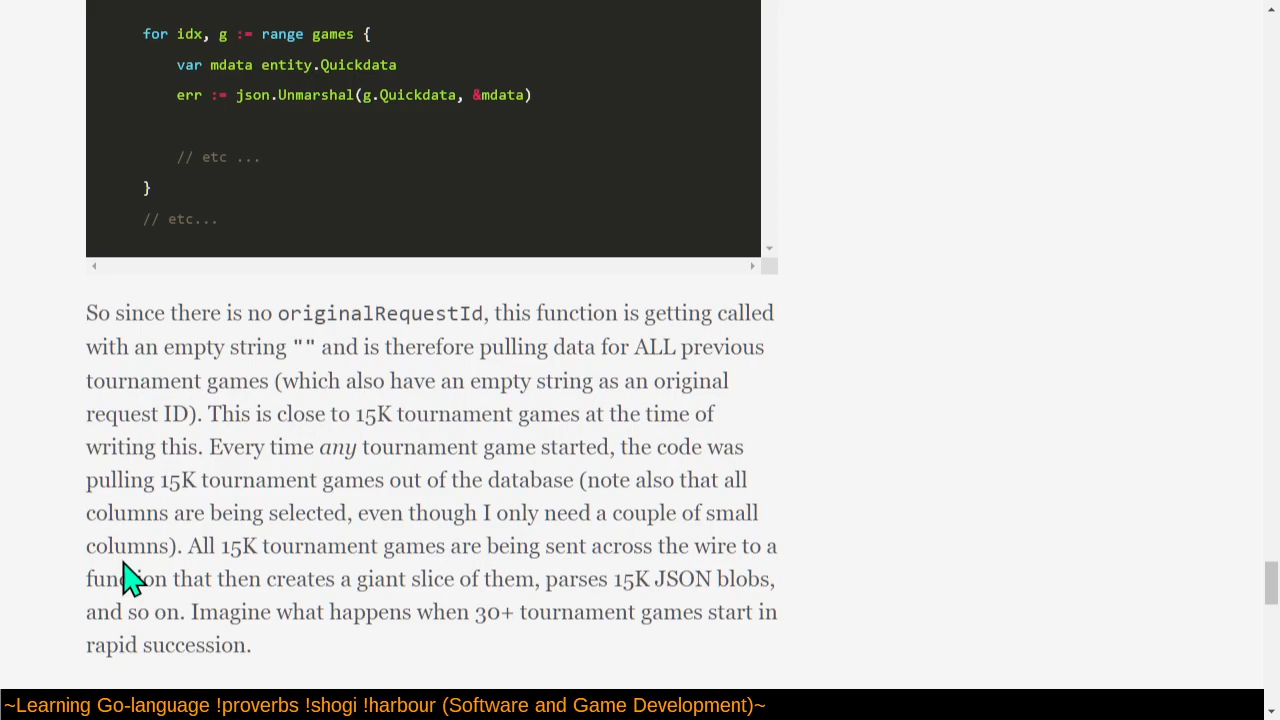 for idx, g := range games {
var mdata entity.Quickdata
err := json.Unmarshal(g.Quickdata, &mdata)
// etc ...
}
// etc...
So since there is no originalRequestId, this function is getting called
with an empty string "" and is therefore pulling data for ALL previous
tournament games (which also have an empty string as an original
request ID). This is close to 15K tournament games at the time of
writing this. Every time any tournament game started, the code was
pulling 15K tournament games out of the database (note also that all
columns are being selected, even though I only need a couple of small
columns). All 15K tournament games are being sent across the wire to a
function that then creates a giant slice of them, parses 15K JSON blobs,
and so on. Imagine what happens when 30+ tournament games start in
rapid succession.
~Learning Go-language !proverbs !shogi !harbour (Software and Game Development)~